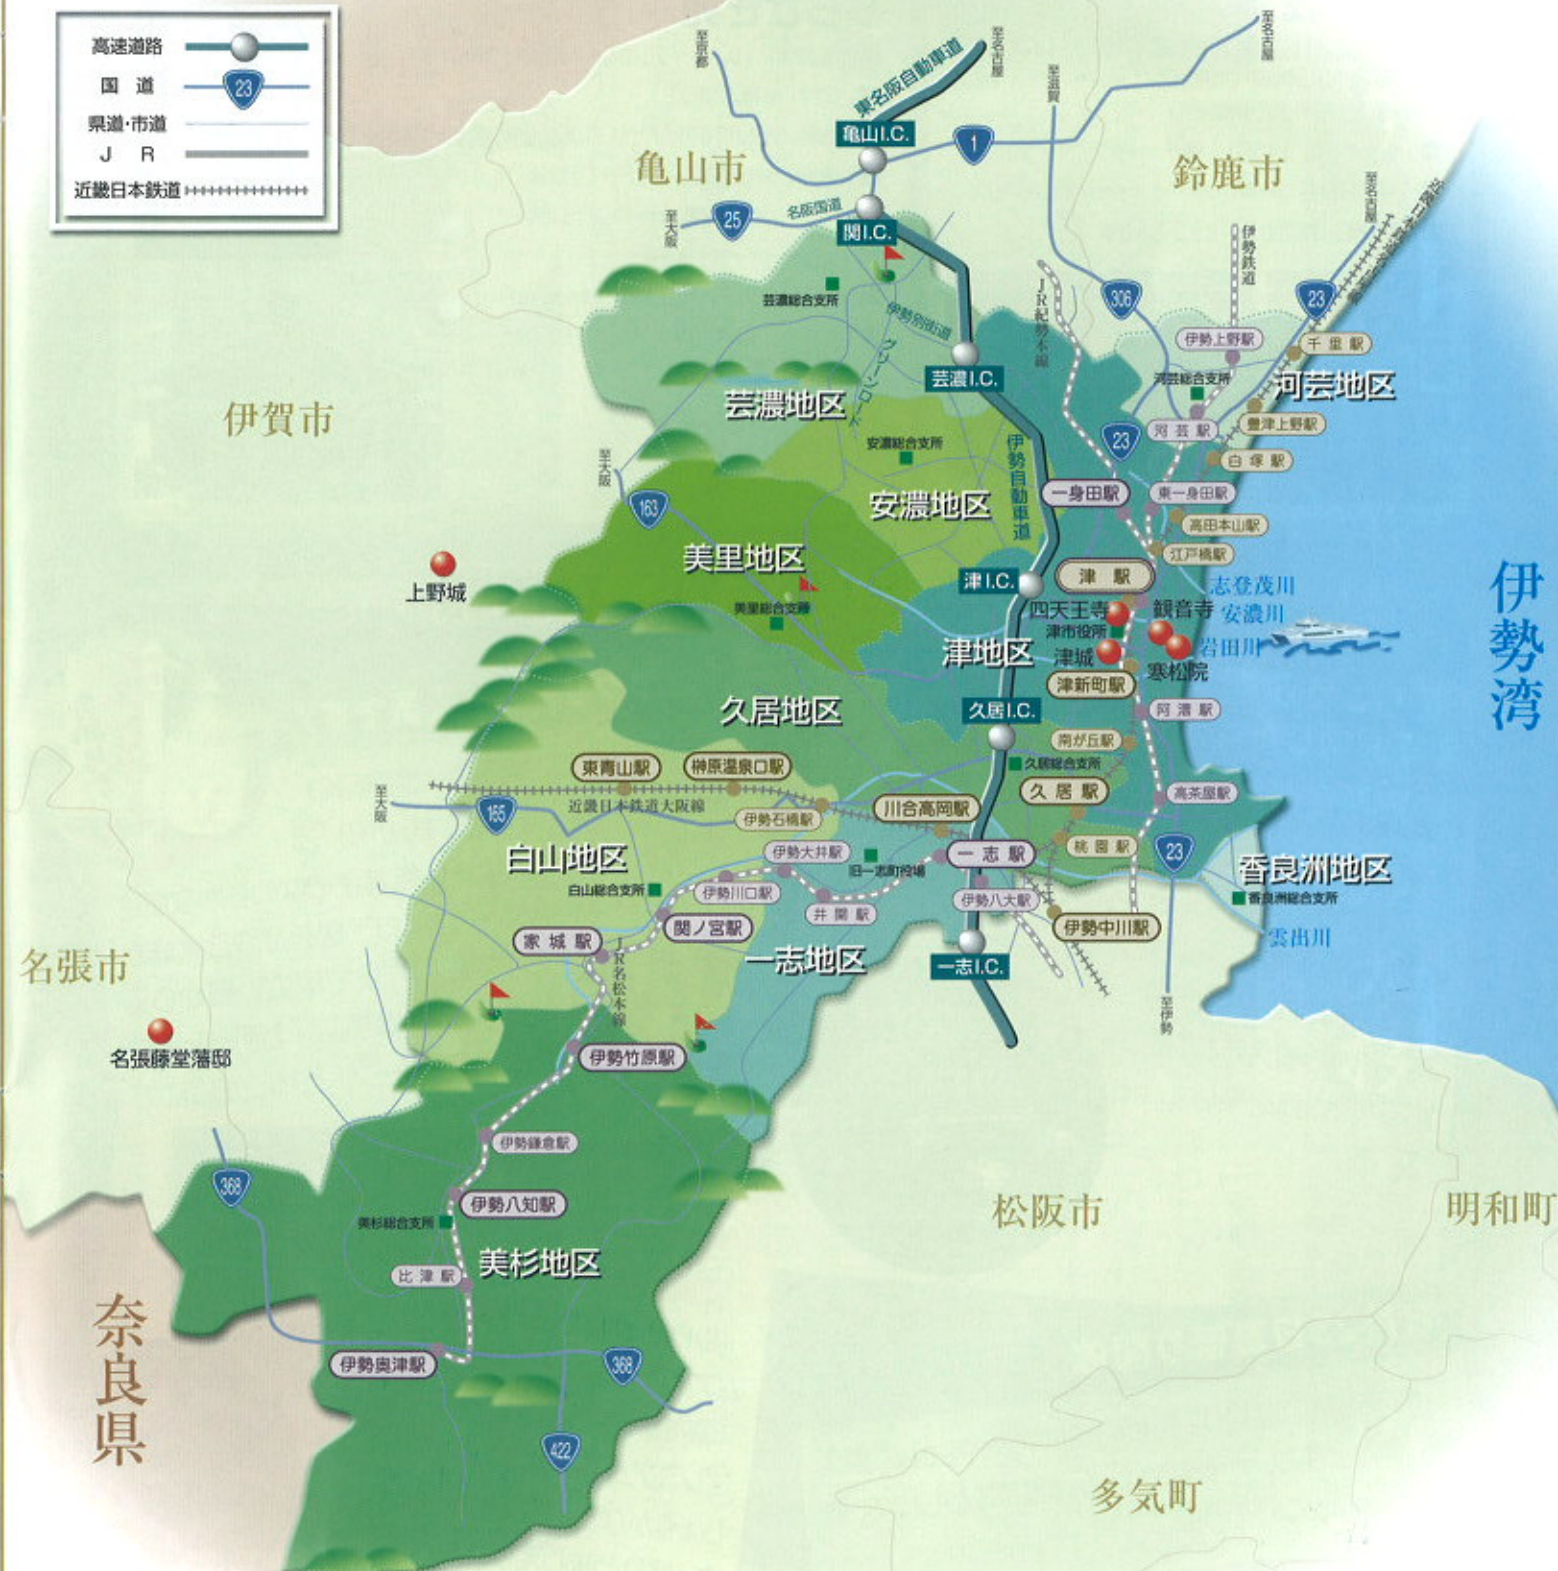 高速道路
国道
23
県道・市道
JR
近畿日本鉄道
至京都
東名阪自動車道
至名古屋
至滋賀
至名古屋
亀山I.C.
1
亀山市
鈴鹿市
至大阪
25
名阪国道
関I.C.
至名古屋
伊勢鉄道
芸濃総合支所
伊勢別街道
グリーンロード
JR紀勢本線
306
23
伊勢上野駅
千里駅
芸濃I.C.
河芸総合支所
河芸地区
芸濃地区
伊賀市
河芸駅
豊津上野駅
23
安濃総合支所
伊勢自動車道
白塚駅
至大阪
163
安濃地区
一身田駅
東一身田駅
高田本山駅
美里地区
江戸橋駅
上野城
津I.C.
津駅
志登茂川
伊勢湾
美里総合支所
四天王寺
観音寺
安濃川
津市役所
岩田川
津地区
津城
寒松院
津新町駅
久居地区
久居I.C.
阿漕駅
南が丘駅
東青山駅
榊原温泉口駅
久居総合支所
至大阪
165
近畿日本鉄道大阪線
久居駅
高茶屋駅
川合高岡駅
伊勢石橋駅
白山地区
伊勢大井駅
旧一志町役場
一志駅
桃園駅
23
香良洲地区
白山総合支所
伊勢川口駅
伊勢八太駅
香良洲総合支所
井関駅
関ノ宮駅
伊勢中川駅
家城駅
雲出川
JR名松本線
一志地区
一志I.C.
名張市
至伊勢
名張藤堂藩邸
伊勢竹原駅
伊勢鎌倉駅
368
伊勢八知駅
松阪市
明和町
美杉総合支所
美杉地区
比津駅
奈良県
伊勢奥津駅
368
422
多気町